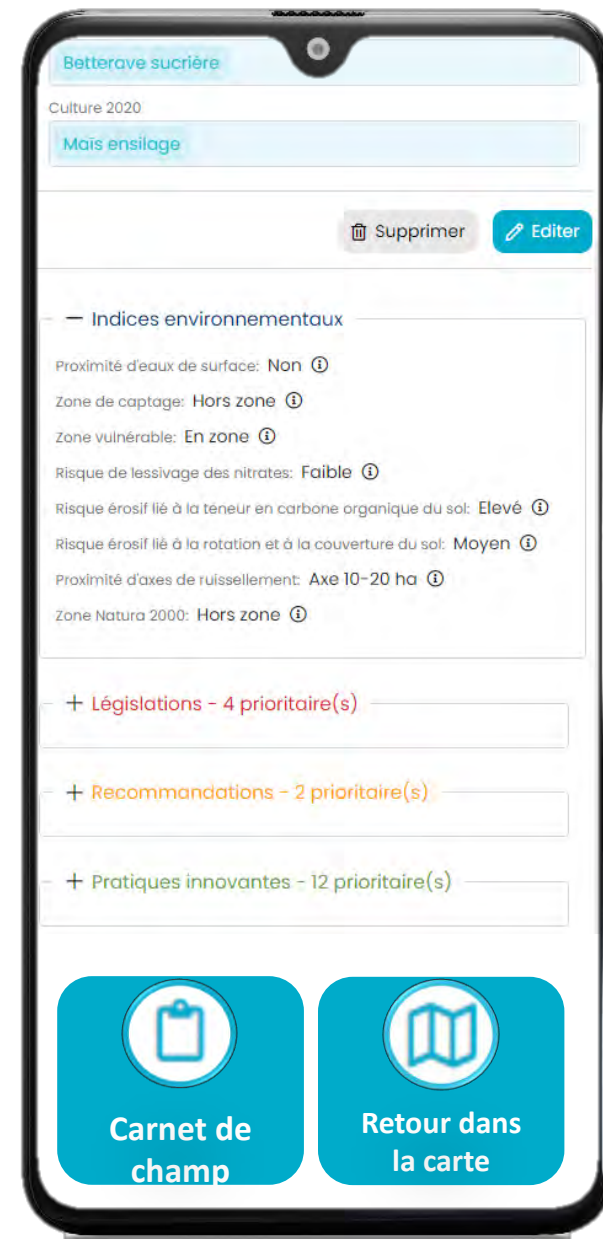 Betterave sucrière
Culture 2020
Maïs ensilage
Supprimer
Editer
Indices environnementaux
Proximité d'eaux de surface: Non
Zone de captage: Hors zone
Zone vulnérable: En zone
Risque de lessivage des nitrates: Faible
Risque érosif lié à la teneur en carbone organique du sol: Elevé
Risque érosif lié à la rotation et à la couverture du sol: Moyen
Proximité d'axes de ruissellement: Axe 10-20 ha
Zone Natura 2000: Hors zone
+ Législations - 4 prioritaire(s)
+ Recommandations - 2 prioritaire(s)
+ Pratiques innovantes - 12 prioritaire(s)
Carnet de
champ
Retour dans
la carte